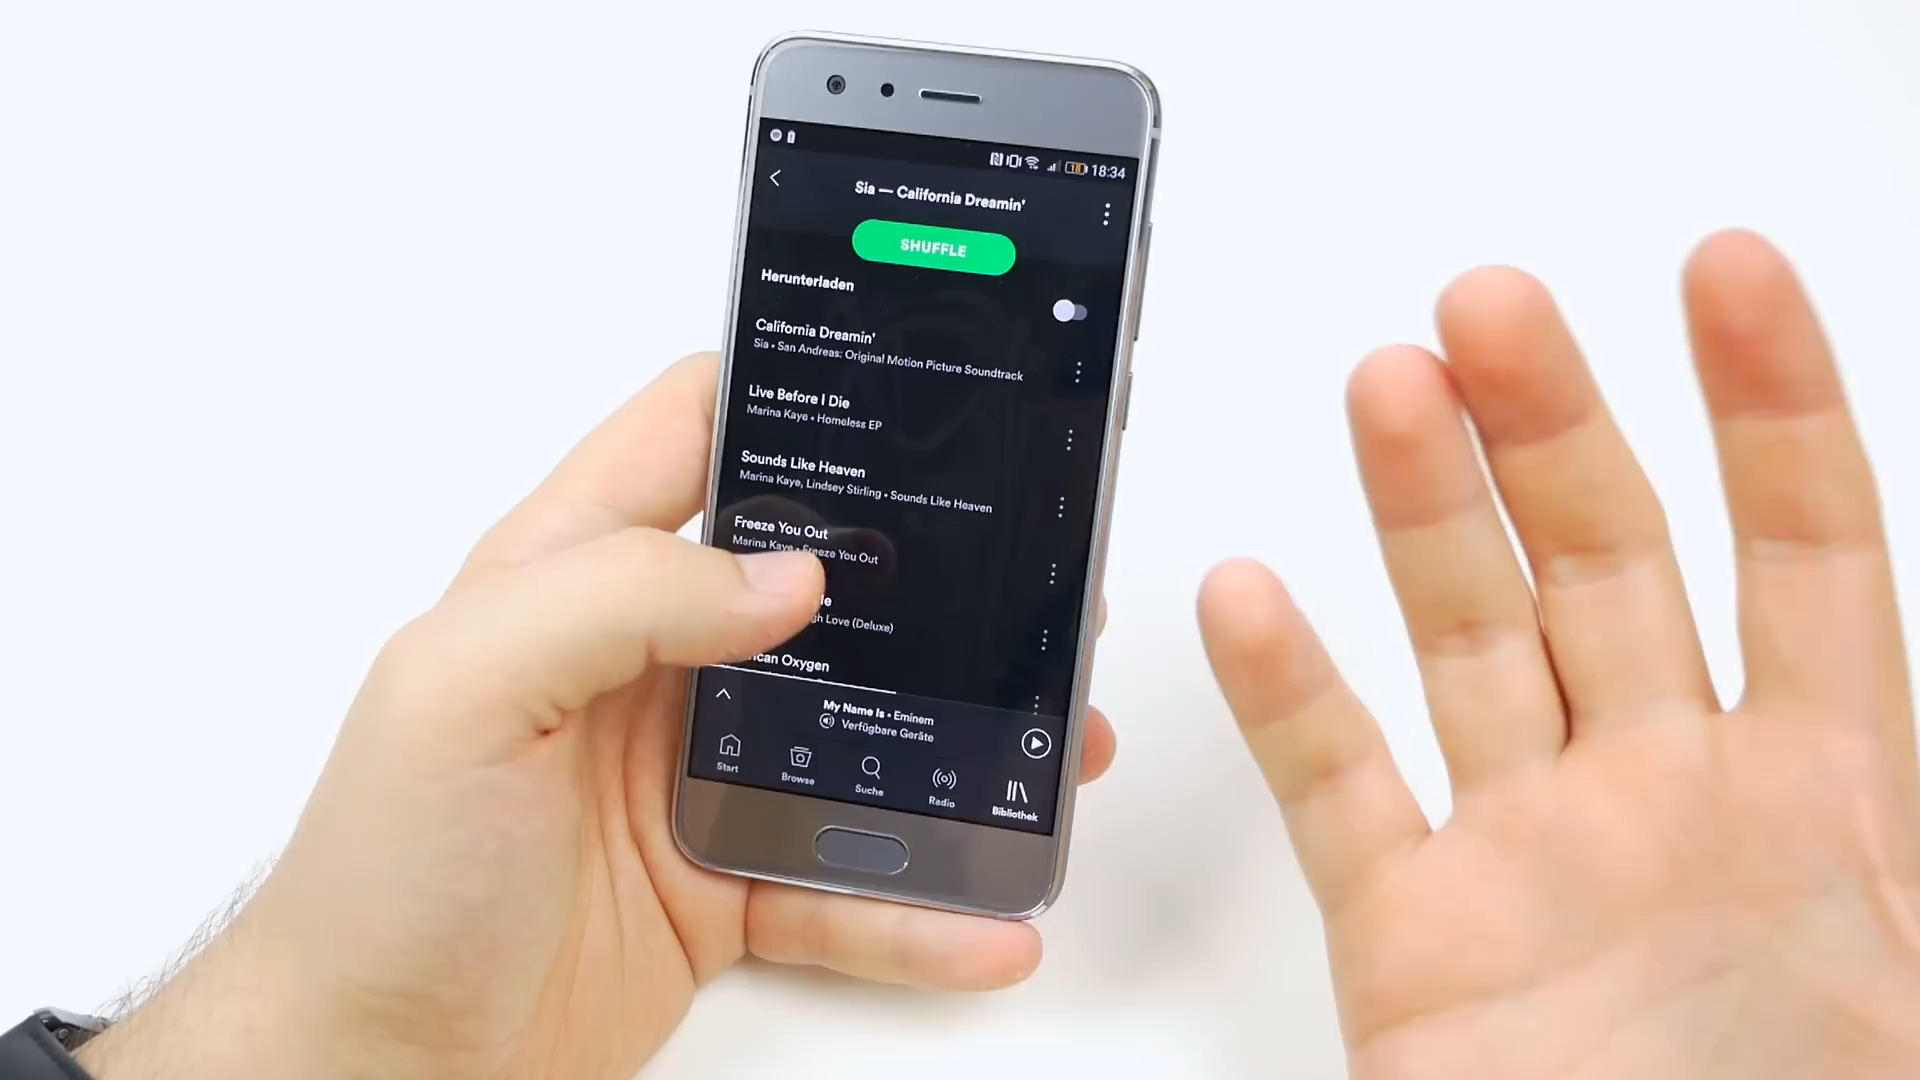 18 18:34
Sia — California Dreamin'
SHUFFLE
Herunterladen
California Dreamin'
Sia • San Andreas: Original Motion Picture Soundtrack
Live Before I Die
Marina Kaye • Homeless EP
Sounds Like Heaven
Marina Kaye, Lindsey Stirling • Sounds Like Heaven
Freeze You Out
Marina Kaye • Freeze You Out
Love (Deluxe)
Oxygen
My Name Is • Eminem
Verfügbare Geräte
Start
Browse
Suche
Radio
Bibliothek